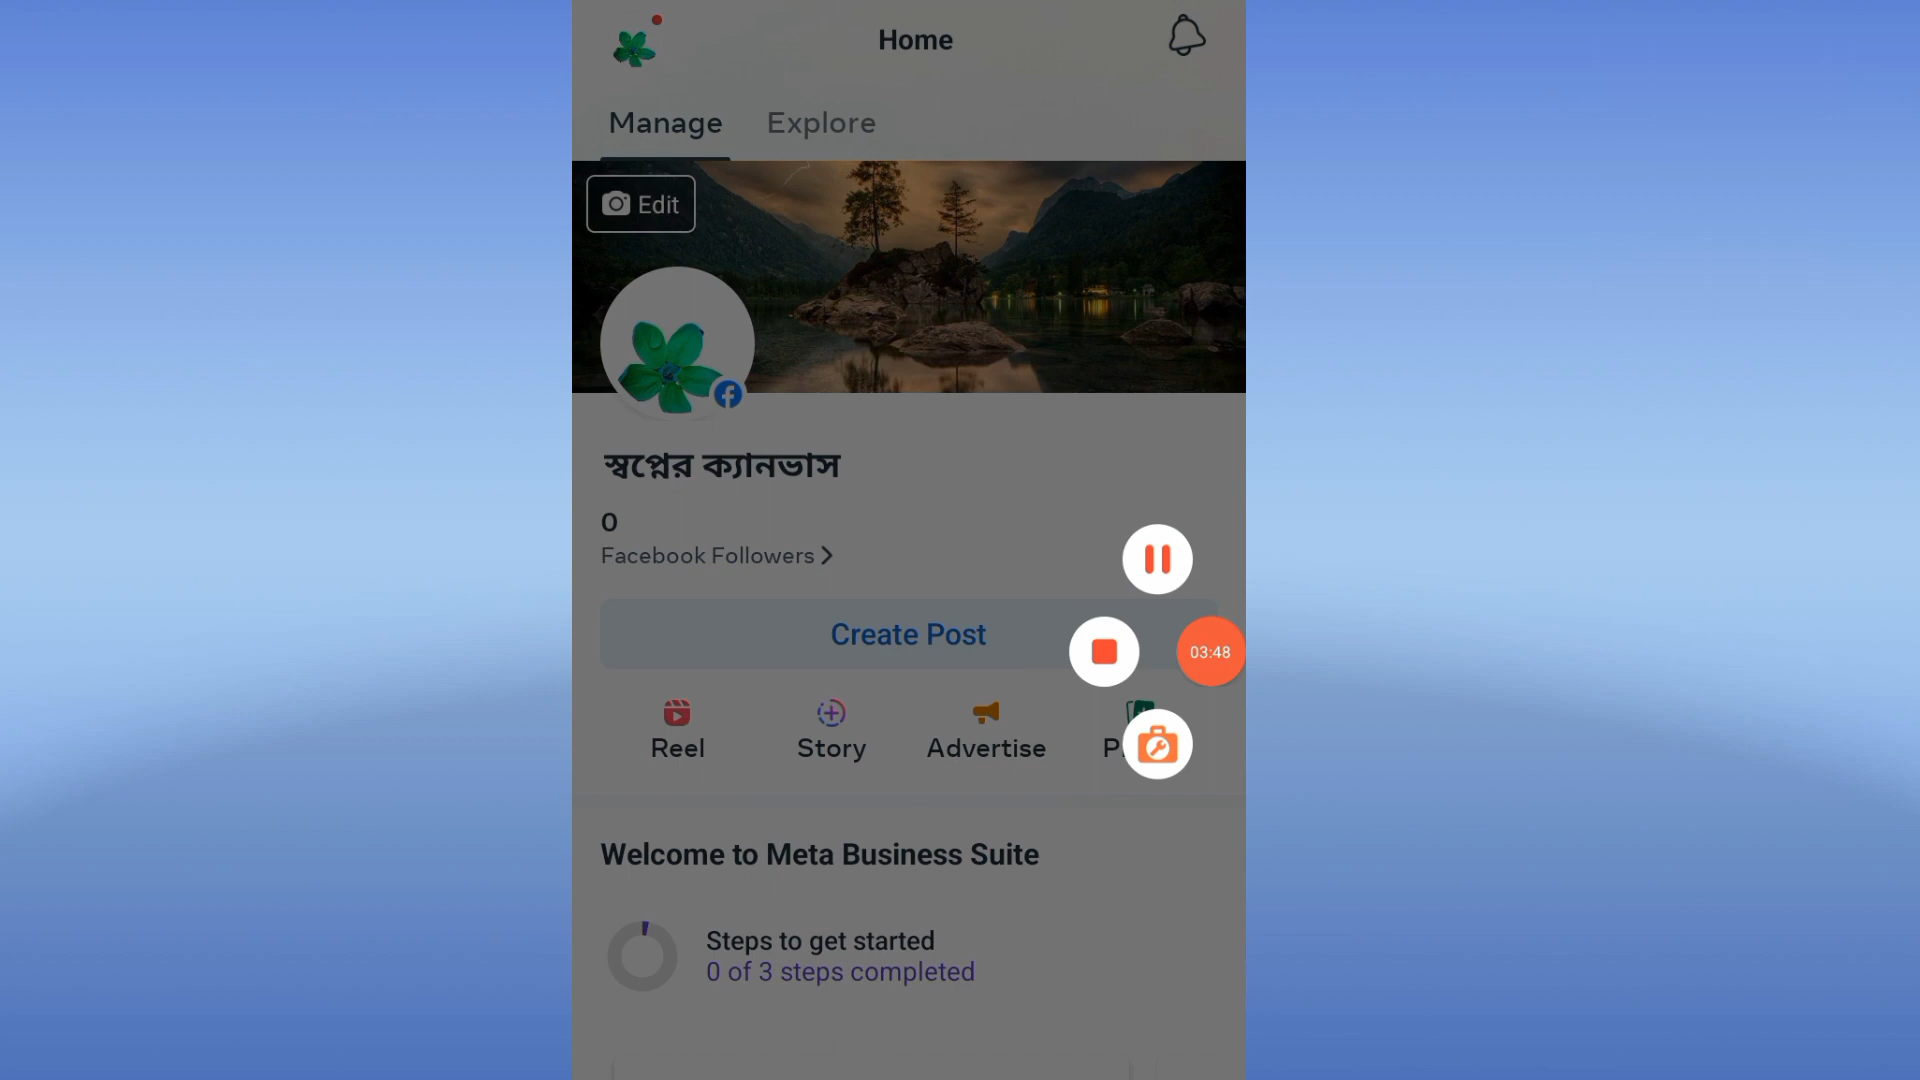 Home
Manage
Explore
Edit
স্বপ্নের ক্যানভাস
0
Facebook Followers
Create Post
03:48
Reel
Story
Advertise
Welcome to Meta Business Suite
Steps to get started
0 of 3 steps completed